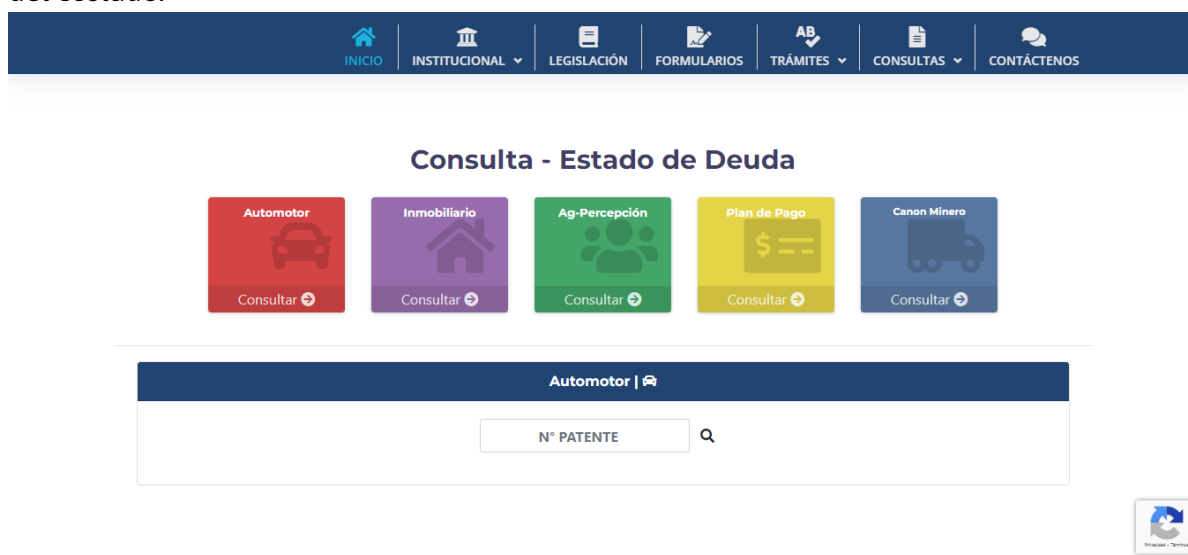 INICIO
INSTITUCIONAL
LEGISLACIÓN
FORMULARIOS
TRÁMITES
CONSULTAS
CONTÁCTENOS
Consulta - Estado de Deuda
Automotor
Inmobiliario
Ag-Percepción
Plan de Pago
Canon Minero
Consultar
Consultar
Consultar
Consultar
Consultar
Automotor |
N° PATENTE